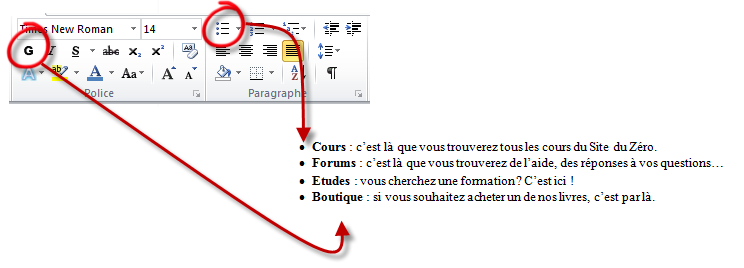 Times New Roman 14
G I S abc x₂ x² Aa
A A Aa A A A Z ¶
Police Paragraphe
• Cours : c’est là que vous trouverez tous les cours du Site du Zéro.
• Forums : c’est là que vous trouverez de l’aide, des réponses à vos questions…
• Etudes : vous cherchez une formation? C’est ici !
• Boutique : si vous souhaitez acheter un de nos livres, c’est par là.